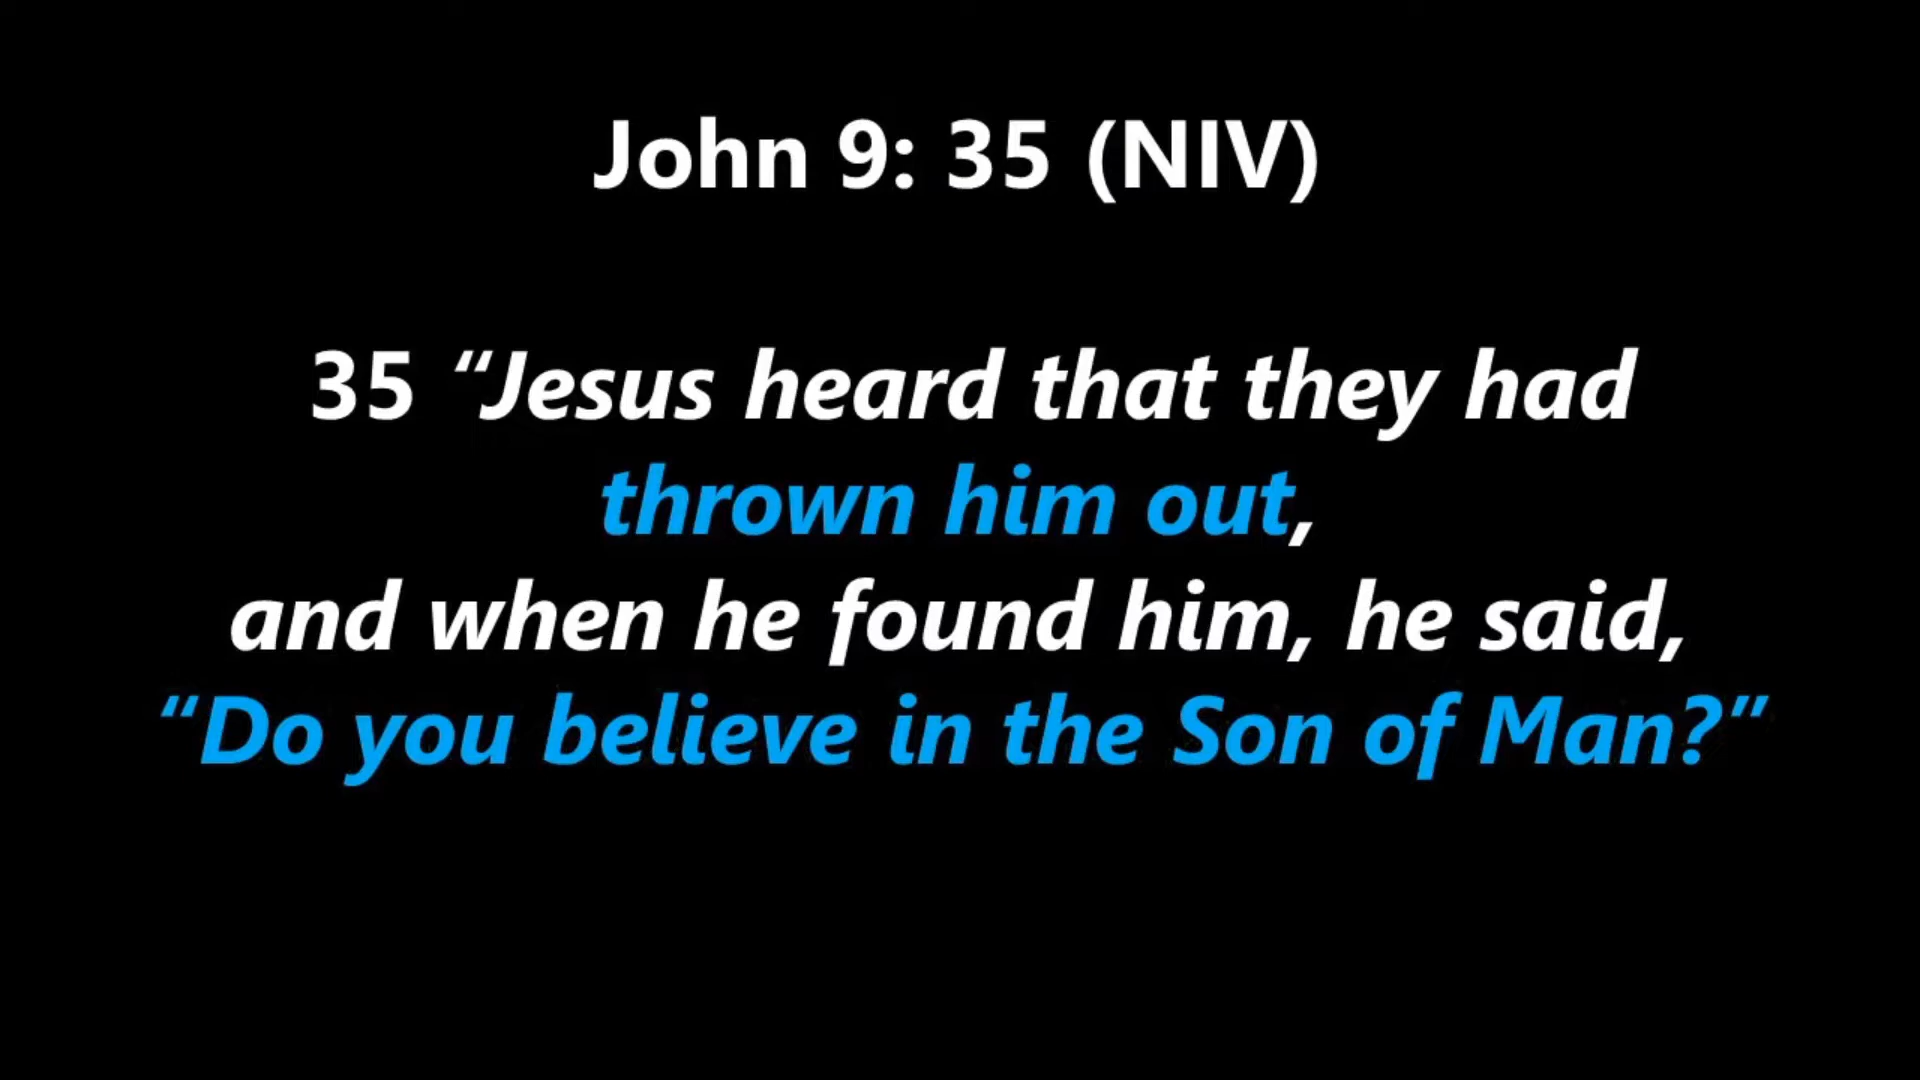 John 9: 35 (NIV)
35 “Jesus heard that they had
thrown him out,
and when he found him, he said,
“Do you believe in the Son of Man?”